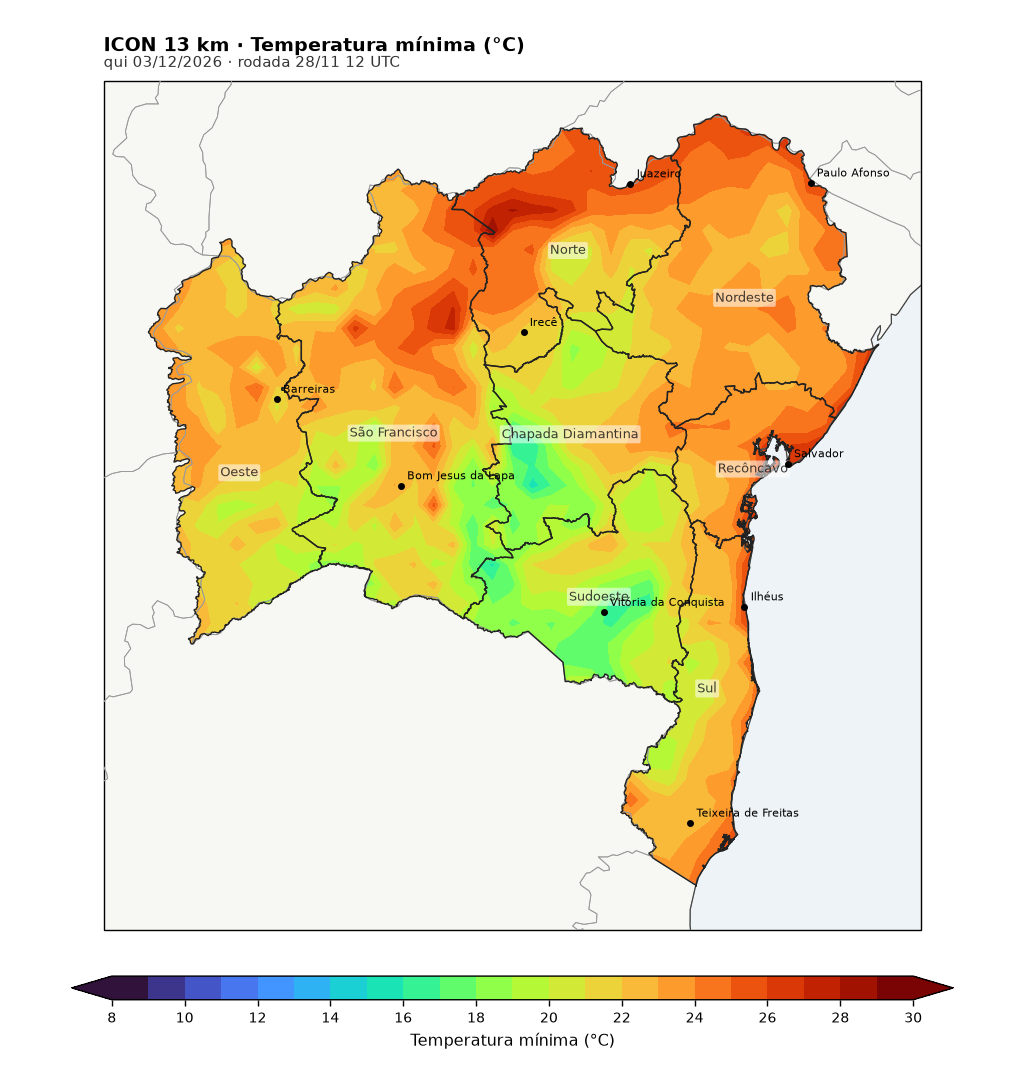 ICON 13 km · Temperatura mínima (°C)
qui 03/12/2026 · rodada 28/11 12 UTC
Juazeiro
Paulo Afonso
Norte
Nordeste
Irecê
Barreiras
São Francisco
Chapada Diamantina
Salvador
Oeste
Bom Jesus da Lapa
Recôncavo
Sudoeste
Vitória da Conquista
Ilhéus
Sul
Teixeira de Freitas
8 10 12 14 16 18 20 22 24 26 28 30
Temperatura mínima (°C)